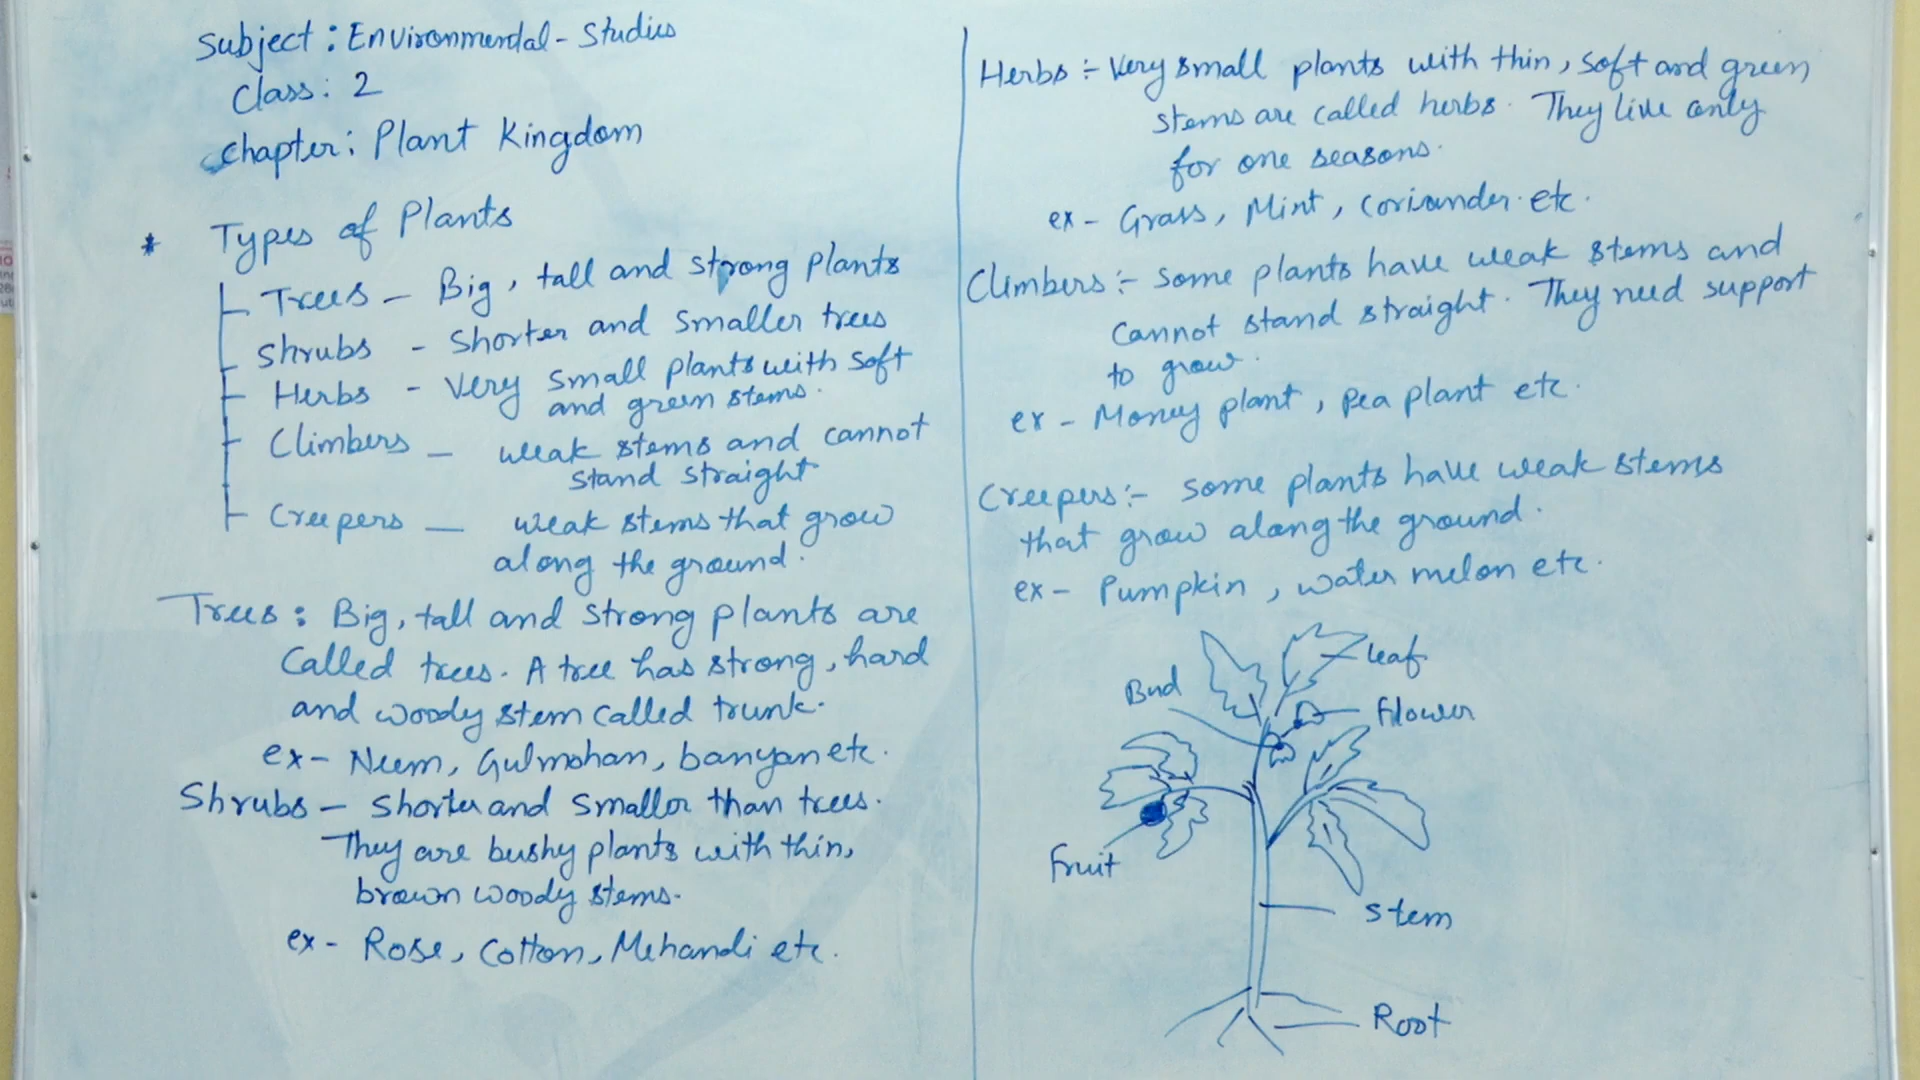 Subject : Environmental - Studies
Class : 2
Chapter : Plant Kingdom
* Types of Plants
Trees - Big, tall and strong plants
Shrubs - Shorter and smaller trees
Herbs - Very small plants with soft
and green stems.
Climbers - weak stems and cannot
stand straight
Creepers - weak stems that grow
along the ground.
Trees : Big, tall and strong plants are
called trees. A tree has strong, hard
and woody stem called trunk.
ex - Neem, Gulmohan, banyan etc.
Shrubs - Shorter and smaller than trees.
They are bushy plants with thin,
brown woody stems.
ex - Rose, Cotton, Mehandi etc.
Herbs :- Very small plants with thin, soft and green
stems are called herbs. They live only
for one seasons.
ex - Grass, Mint, Coriander etc.
Climbers :- Some plants have weak stems and
cannot stand straight. They need support
to grow.
ex - Money plant, pea plant etc.
Creepers :- Some plants have weak stems
that grow along the ground.
ex - Pumpkin, water melon etc.
leaf
Bud
flower
Fruit
Stem
Root